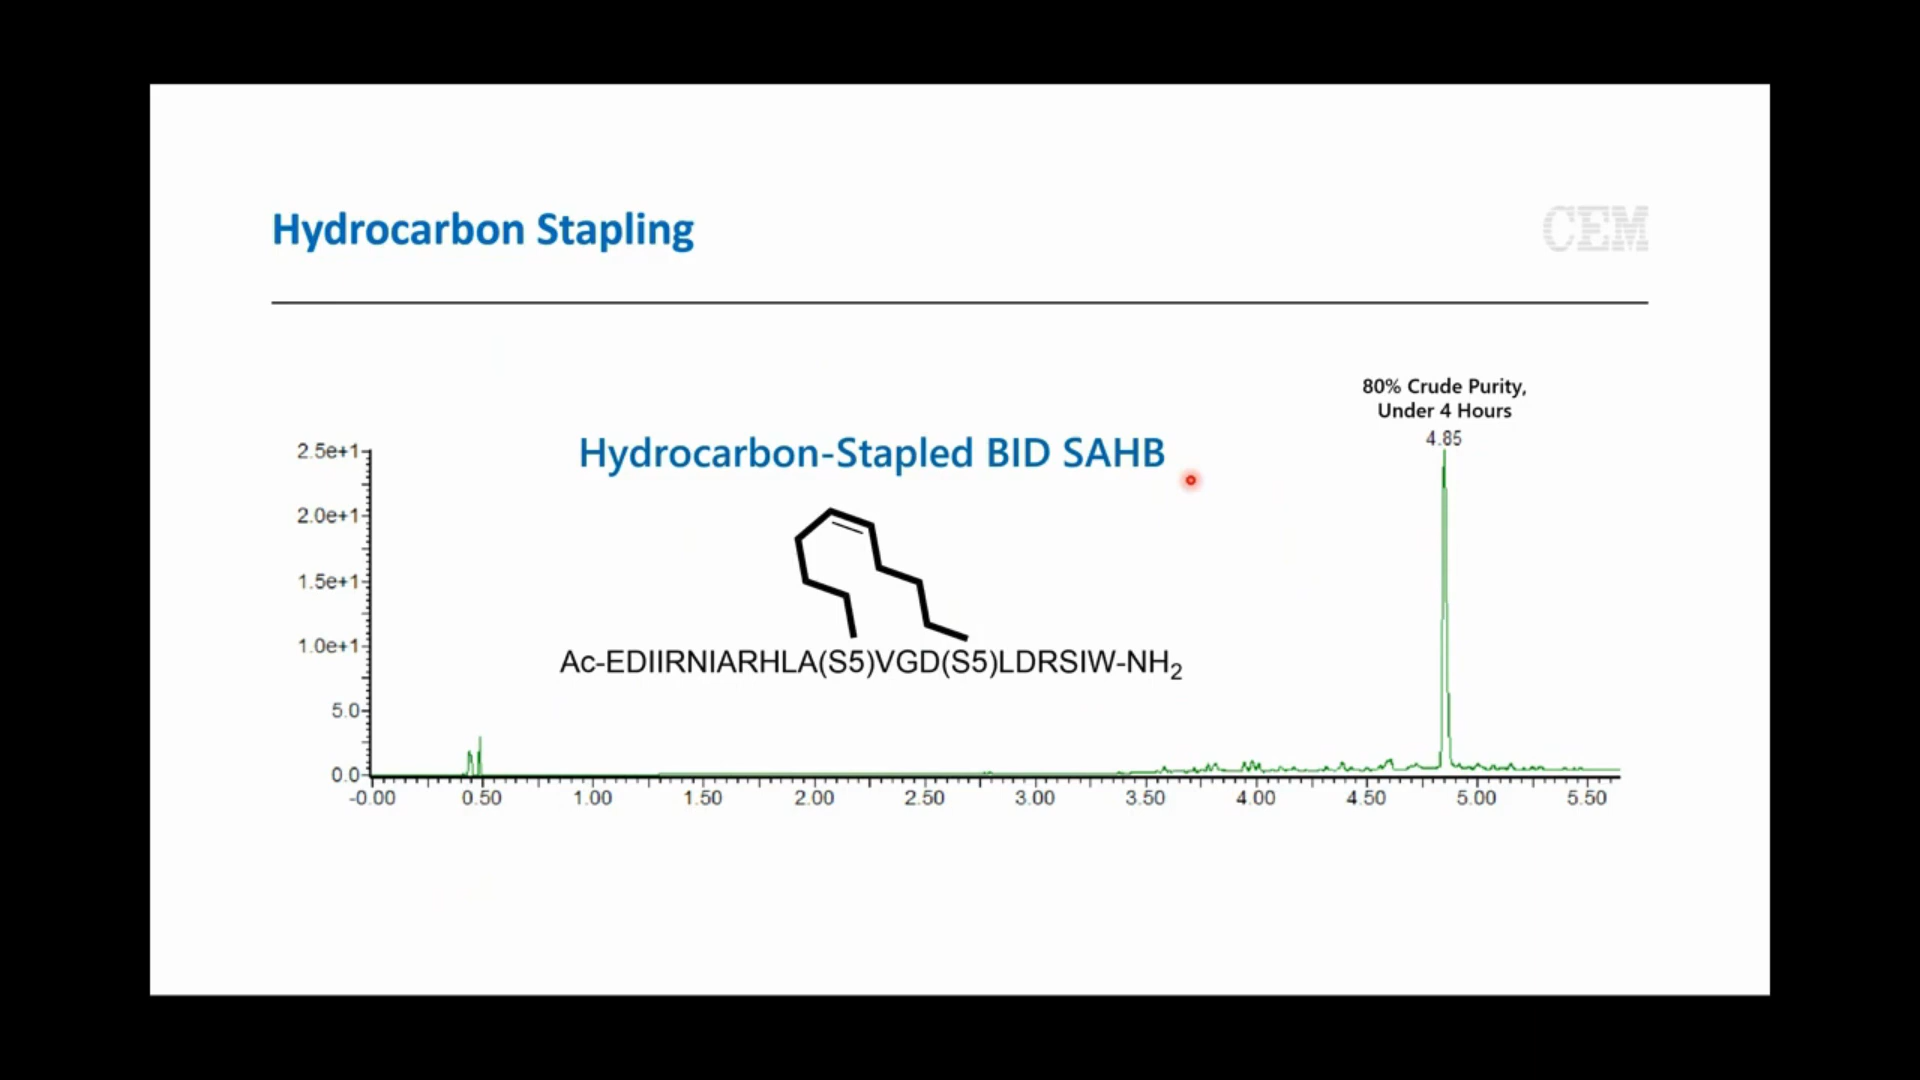 Hydrocarbon Stapling
CEM
80% Crude Purity,
Under 4 Hours
4.85
Hydrocarbon-Stapled BID SAHB
2.5e+1
2.0e+1
1.5e+1
1.0e+1
5.0
0.0
Ac-EDIIRNIARHLA(S5)VGD(S5)LDRSIW-NH₂
-0.00 0.50 1.00 1.50 2.00 2.50 3.00 3.50 4.00 4.50 5.00 5.50